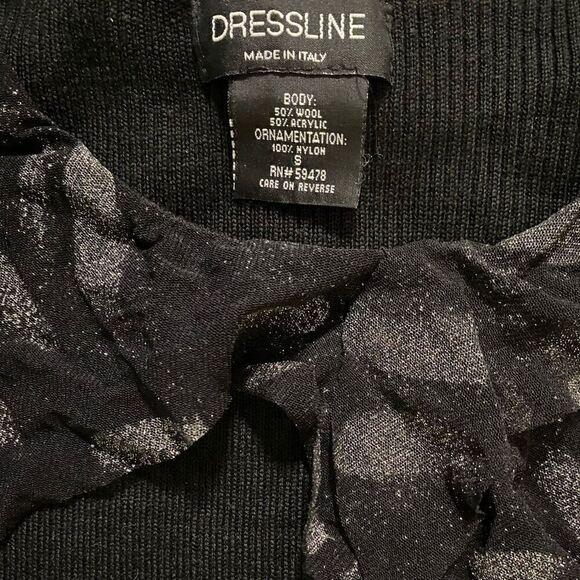 DRESSLINE
MADE IN ITALY
BODY:
50% WOOL
50% ACRYLIC
ORNAMENTATION:
100% NYLON
S
RN# 59478
CARE ON REVERSE